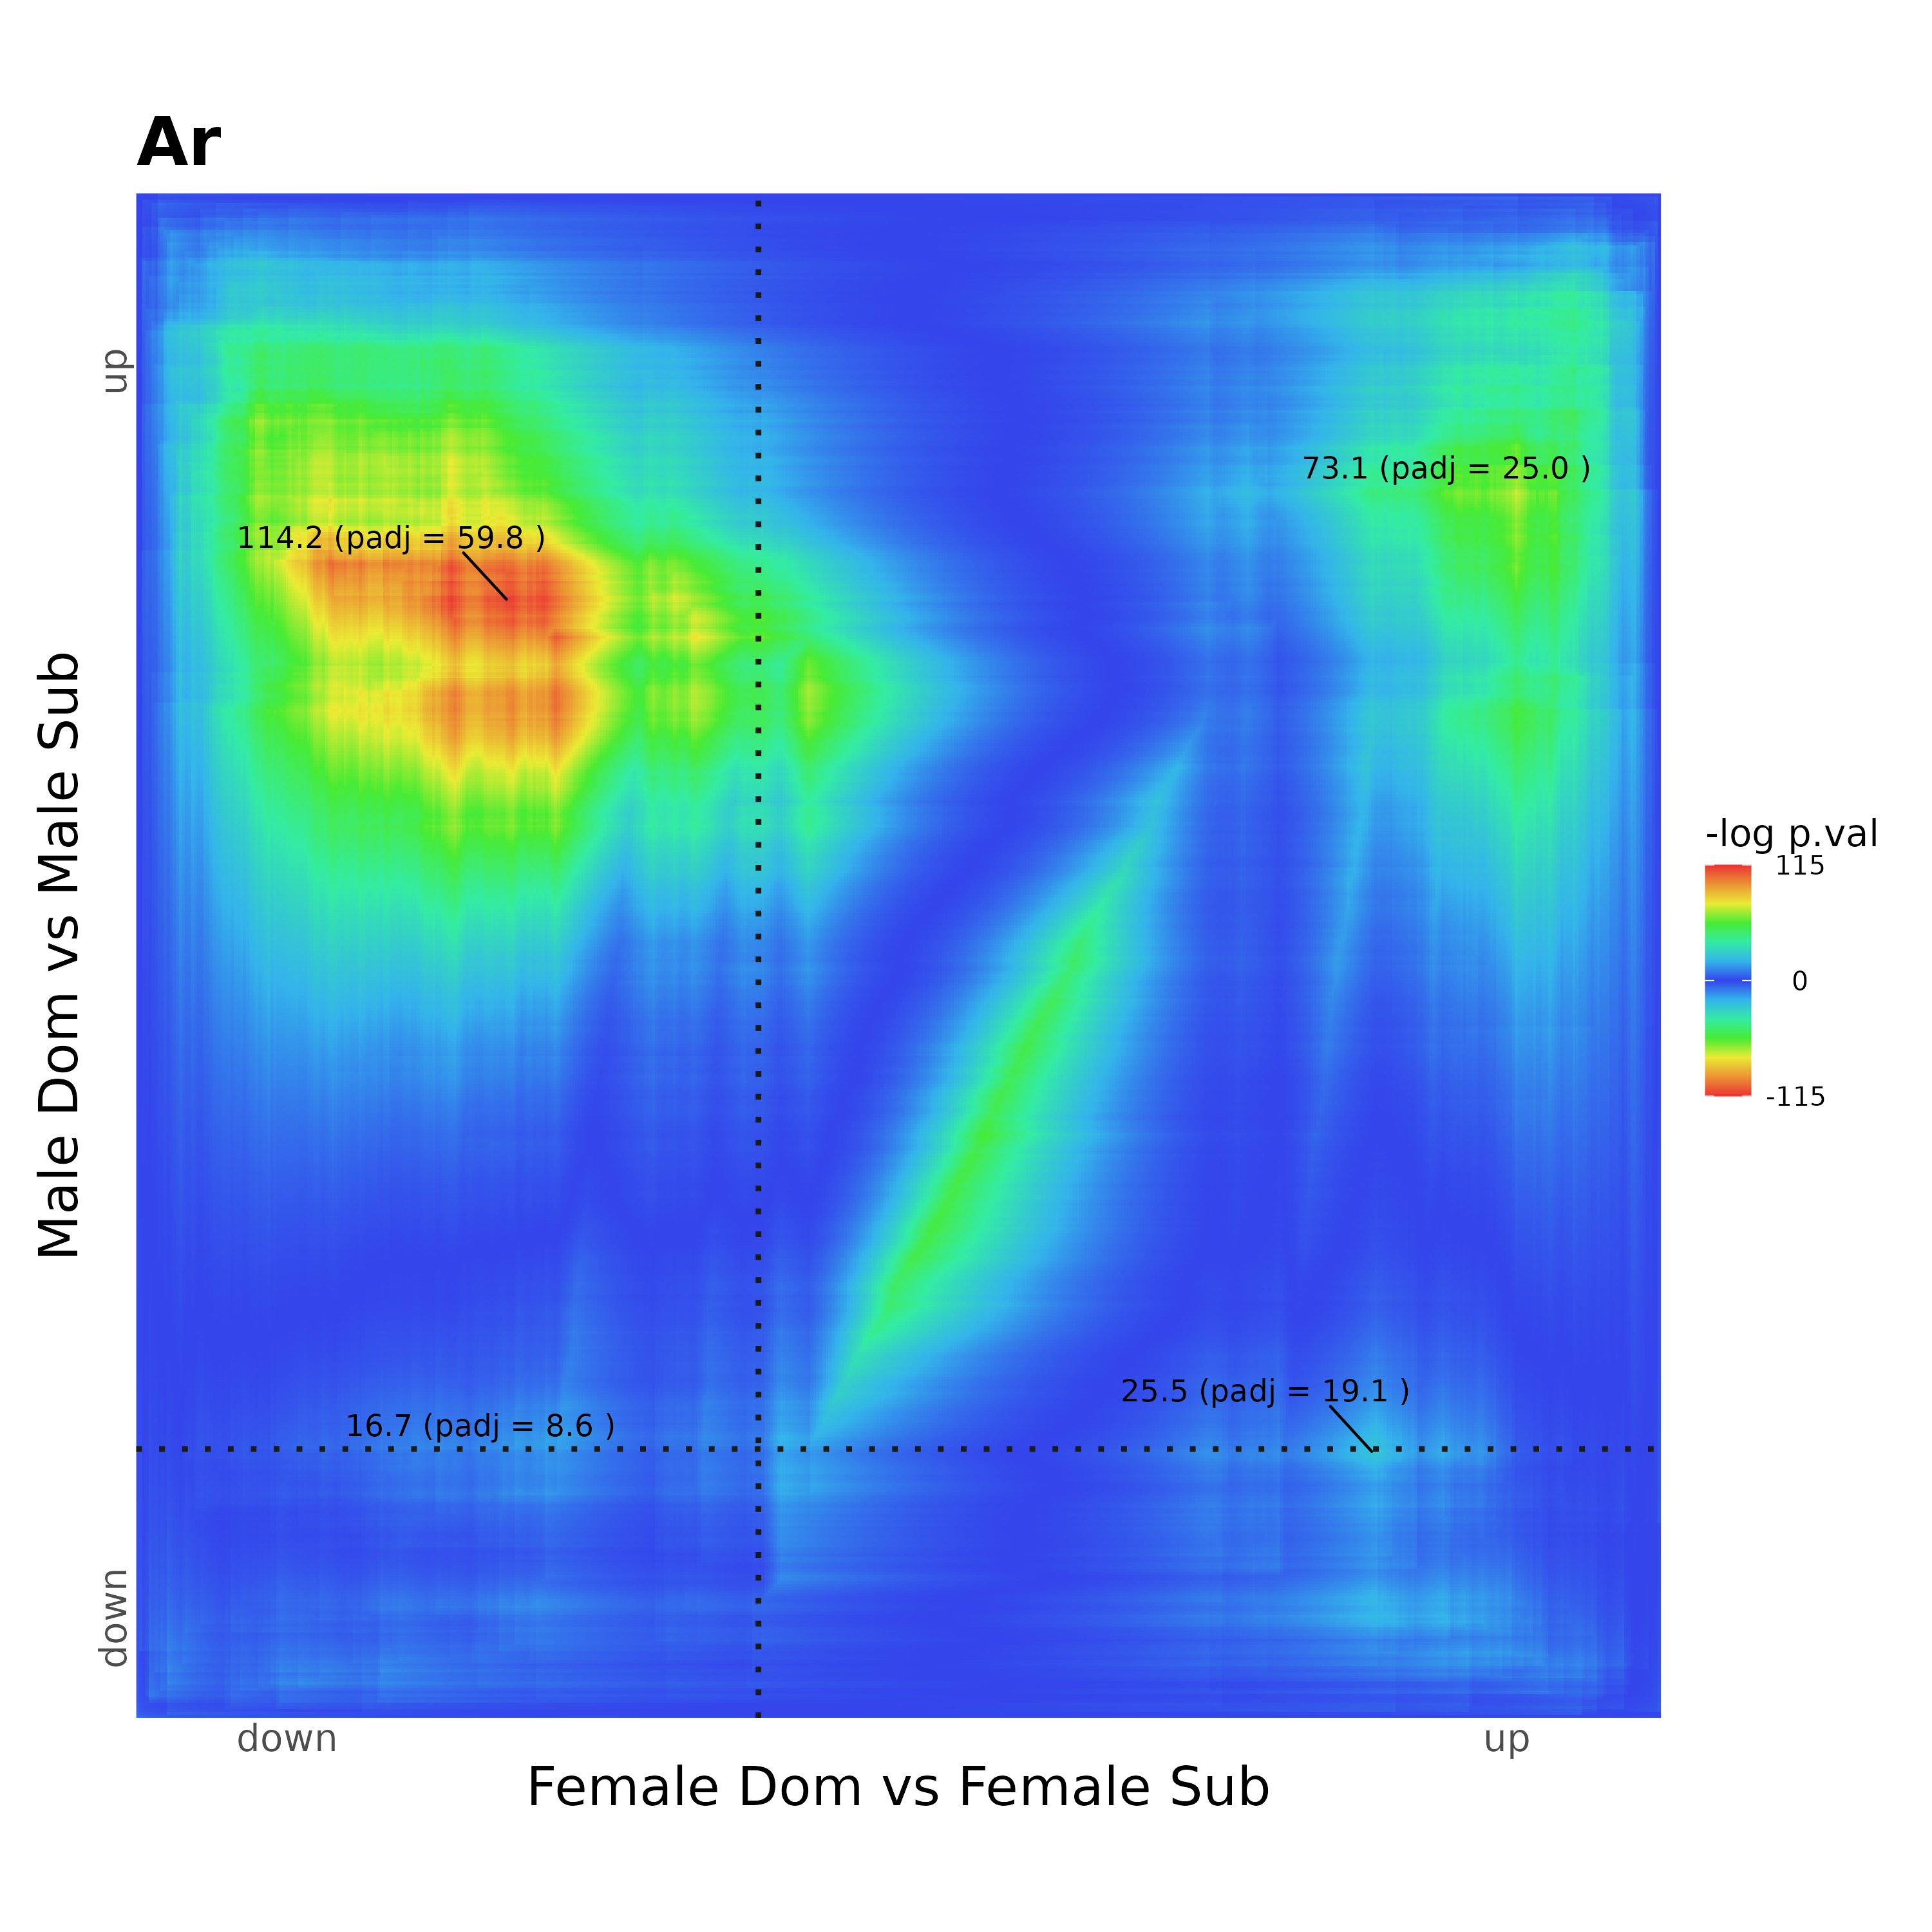 Ar
up
73.1 (padj = 25.0 )
114.2 (padj = 59.8 )
Male Dom vs Male Sub
-log p.val
115
0
-115
25.5 (padj = 19.1 )
16.7 (padj = 8.6 )
down
down
up
Female Dom vs Female Sub